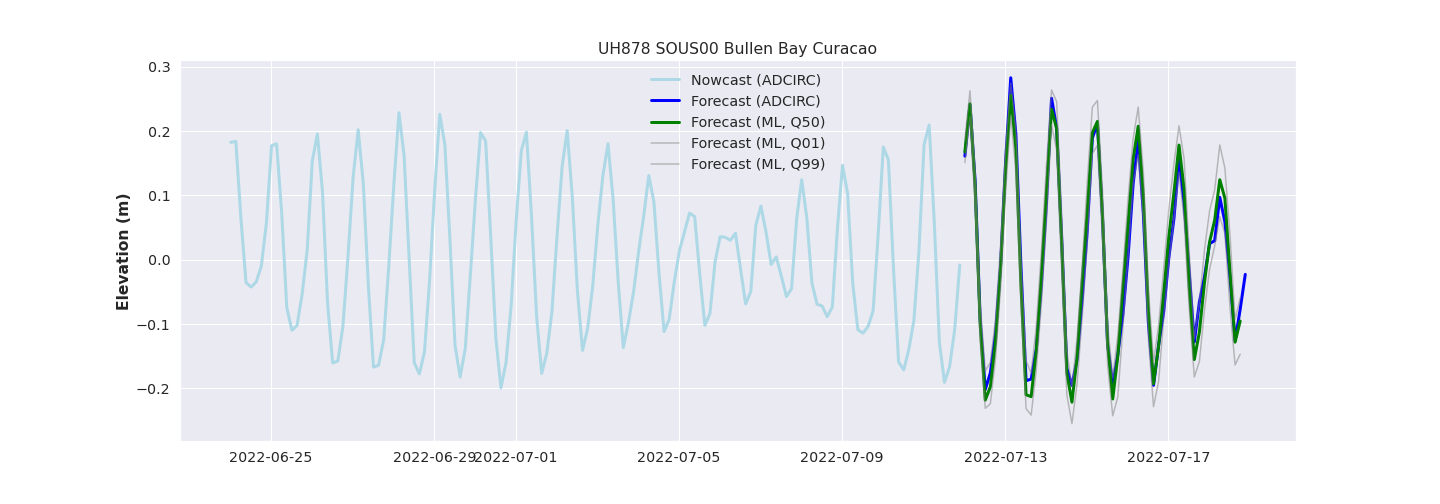 UH878 SOUS00 Bullen Bay Curacao
Nowcast (ADCIRC)
Forecast (ADCIRC)
Forecast (ML, Q50)
Forecast (ML, Q01)
Forecast (ML, Q99)
Elevation (m)
0.3
0.2
0.1
0.0
−0.1
−0.2
2022-06-25
2022-06-29
2022-07-01
2022-07-05
2022-07-09
2022-07-13
2022-07-17